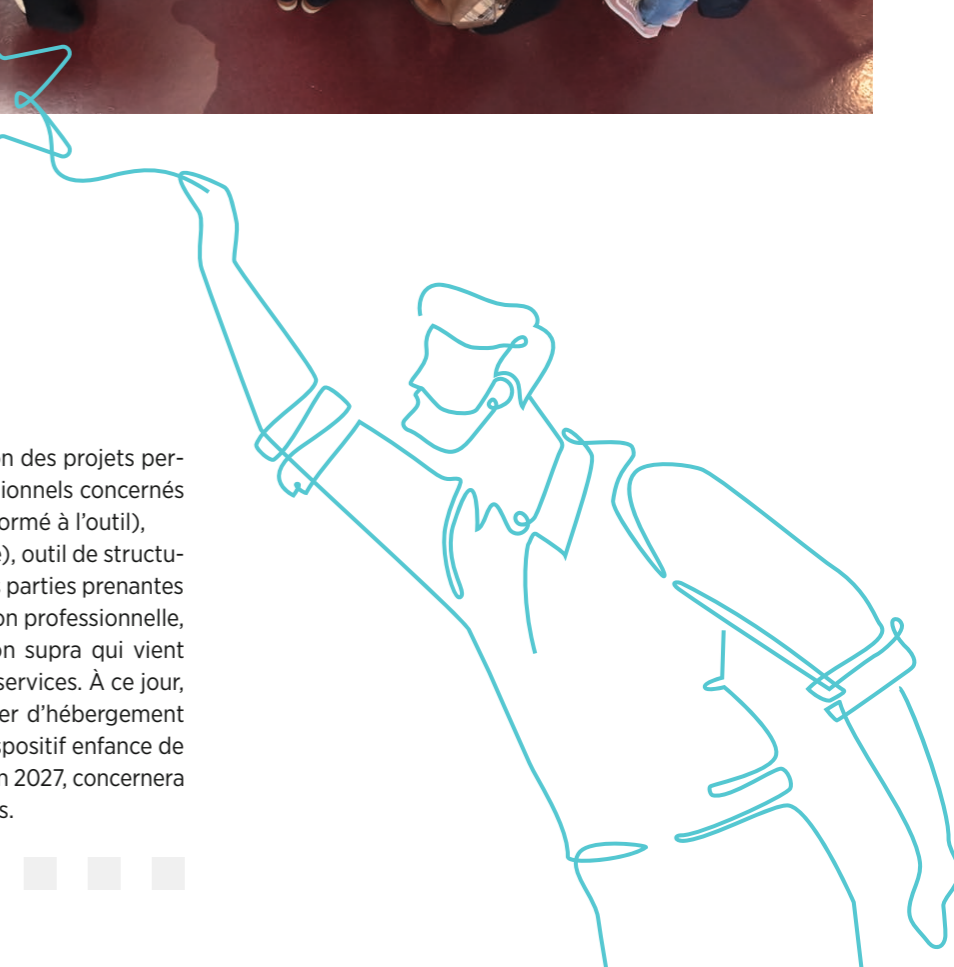 n des projets per-
ionnels concernés
ormé à l’outil),
), outil de structu-
parties prenantes
on professionnelle,
on supra qui vient
services. À ce jour,
er d’hébergement
spositif enfance de
n 2027, concernera
s.